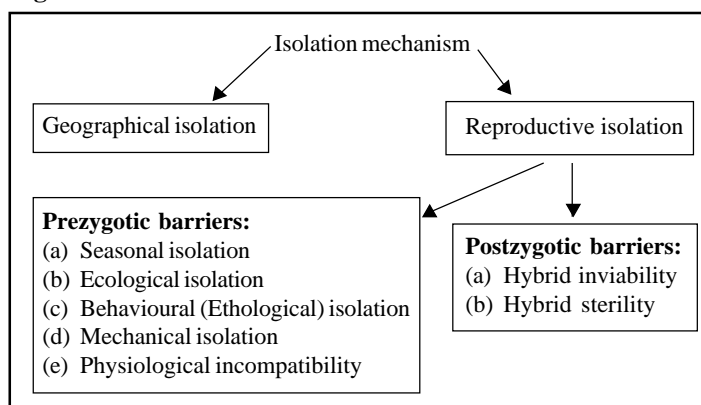 Isolation mechanism
Geographical isolation
Reproductive isolation
Prezygotic barriers:
(a) Seasonal isolation
(b) Ecological isolation
(c) Behavioural (Ethological) isolation
(d) Mechanical isolation
(e) Physiological incompatibility
Postzygotic barriers:
(a) Hybrid inviability
(b) Hybrid sterility